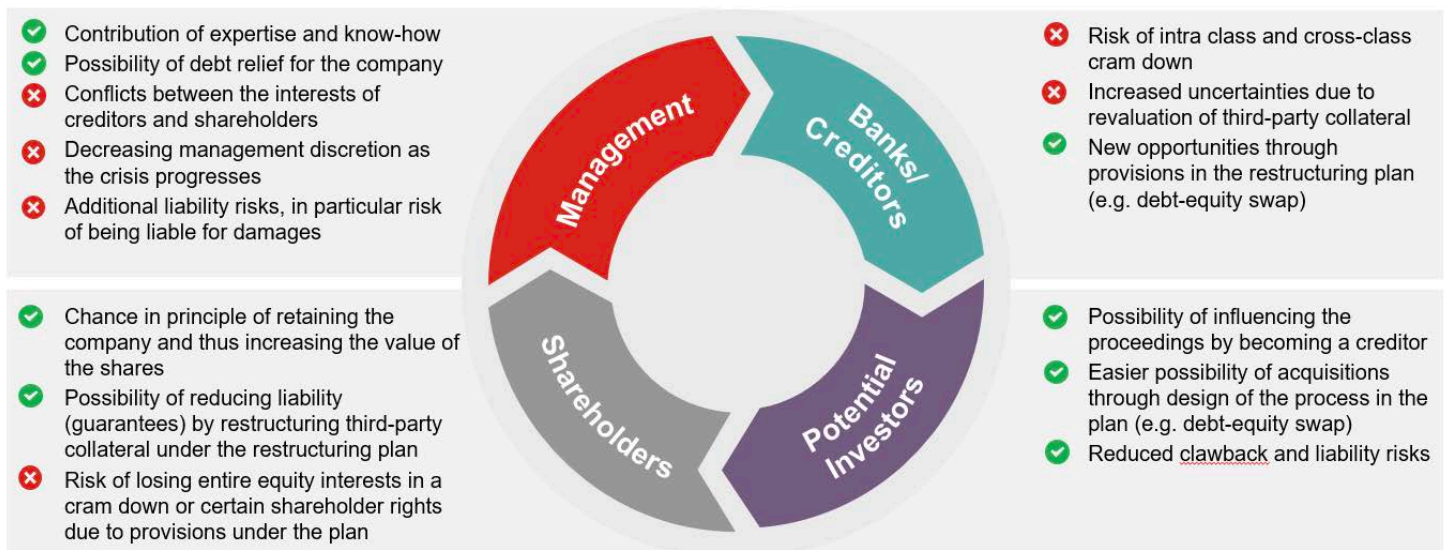 Contribution of expertise and know-how
Possibility of debt relief for the company
Conflicts between the interests of
creditors and shareholders
Decreasing management discretion as
the crisis progresses
Additional liability risks, in particular risk
of being liable for damages
Management
Banks/
Creditors
Risk of intra class and cross-class
cram down
Increased uncertainties due to
revaluation of third-party collateral
New opportunities through
provisions in the restructuring plan
(e.g. debt-equity swap)
Chance in principle of retaining the
company and thus increasing the value of
the shares
Possibility of reducing liability
(guarantees) by restructuring third-party
collateral under the restructuring plan
Risk of losing entire equity interests in a
cram down or certain shareholder rights
due to provisions under the plan
Shareholders
Potential
Investors
Possibility of influencing the
proceedings by becoming a creditor
Easier possibility of acquisitions
through design of the process in the
plan (e.g. debt-equity swap)
Reduced clawback and liability risks